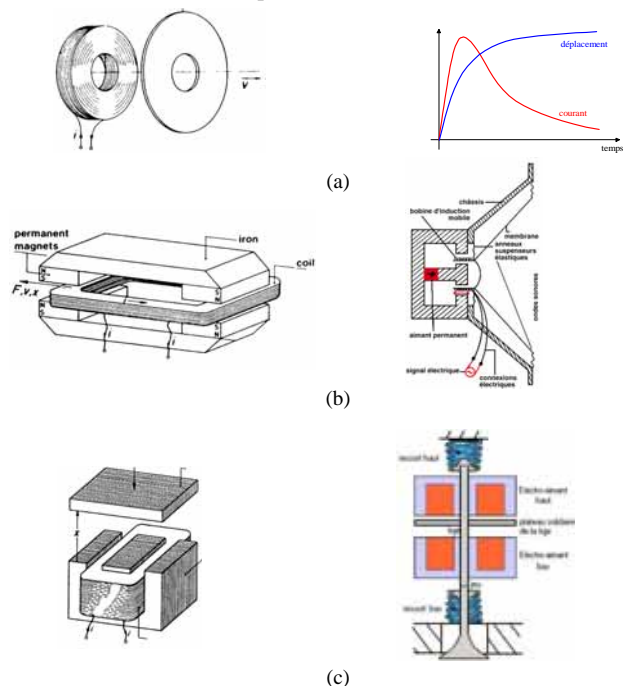 déplacement
courant
temps
i
v
(a)
permanent
magnets
iron
coil
F,v,x
N
S
i
i
châssis
bobine d'induction
mobile
membrane
anneaux
suspenseurs
élastiques
ondes sonores
aimant permanent
signal électrique
connexions
électriques
(b)
x
i
i
ressort haut
Electro-aimant
haut
plateau solidaire
de la tige
Electro-aimant
bas
ressort bas
(c)